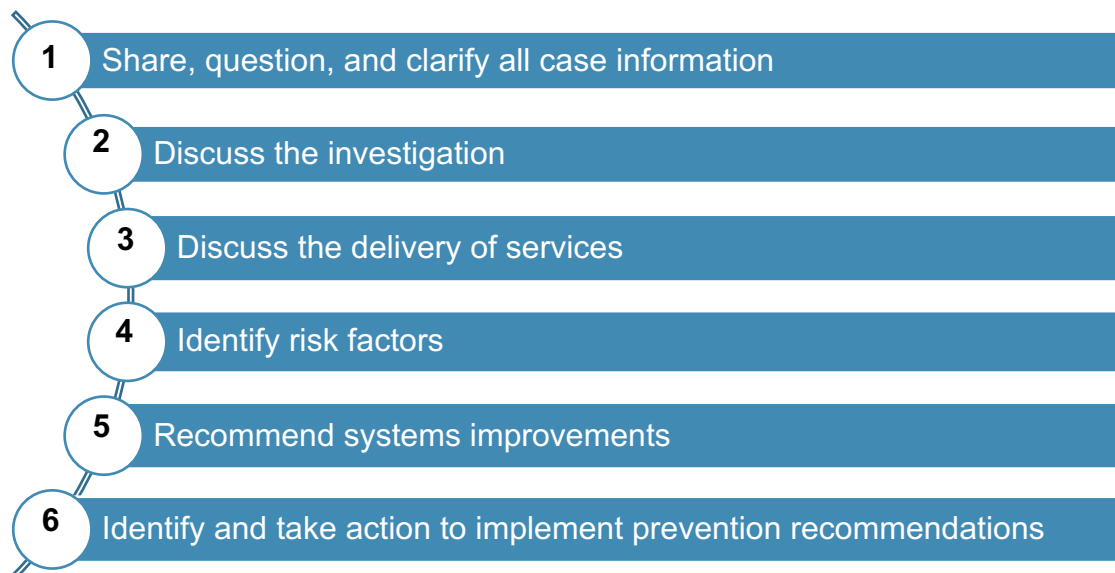 1 Share, question, and clarify all case information
2 Discuss the investigation
3 Discuss the delivery of services
4 Identify risk factors
5 Recommend systems improvements
6 Identify and take action to implement prevention recommendations